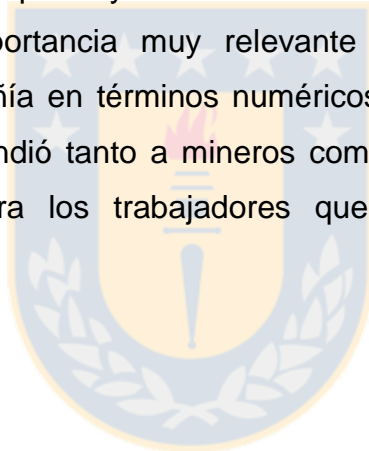 portancia muy relevante
ñía en términos numéricos
ndió tanto a mineros com
ra los trabajadores que